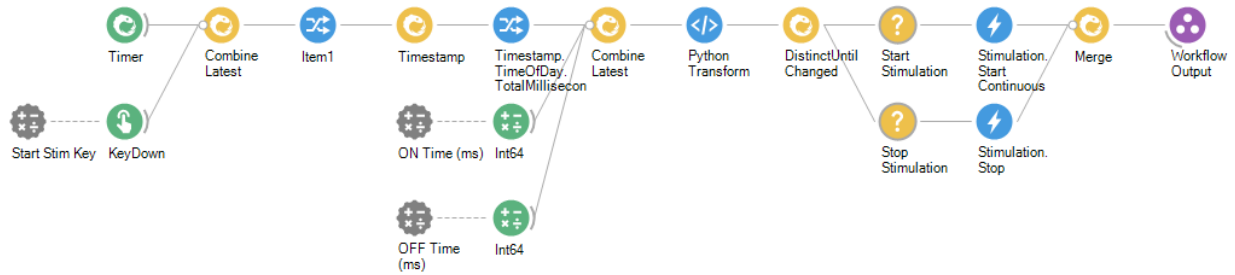 Timer
Combine
Latest
Item1
Timestamp
Timestamp.
TimeOfDay.
TotalMillisecon
Combine
Latest
Python
Transform
DistinctUntil
Changed
Start
Stimulation
Stimulation.
Start
Continuous
Merge
Workflow
Output
Start Stim Key
KeyDown
ON Time (ms)
Int64
Stop
Stimulation
Stimulation.
Stop
OFF Time
(ms)
Int64